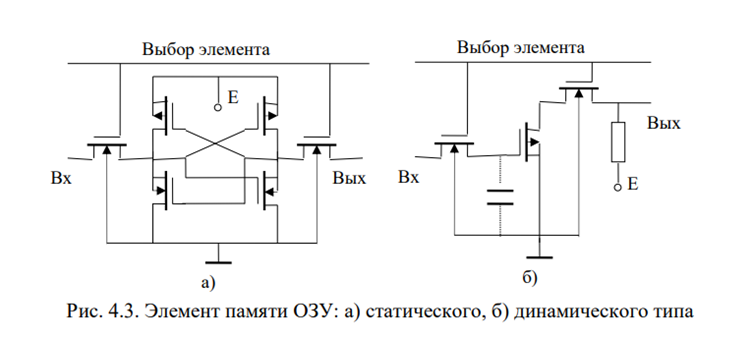 Выбор элемента
E
Вх
Вых
а)
Выбор элемента
Вых
Вх
E
б)
Рис. 4.3. Элемент памяти ОЗУ: а) статического, б) динамического типа